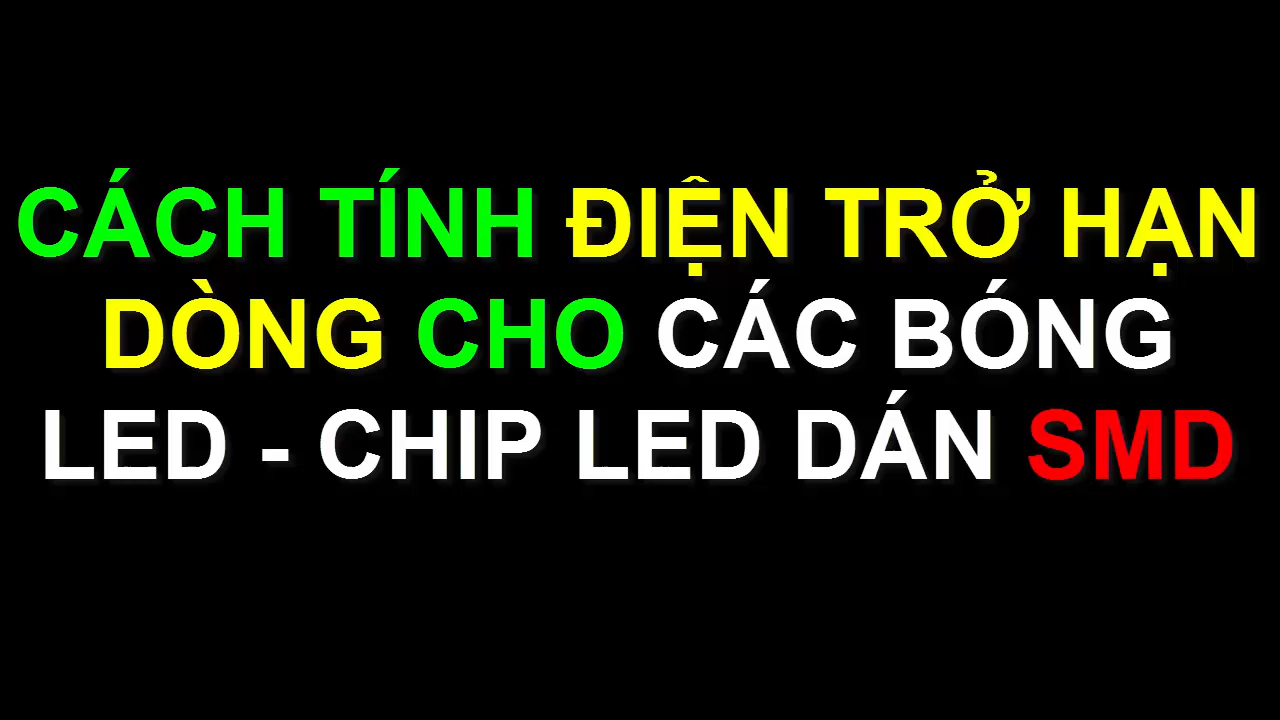 CÁCH TÍNH ĐIỆN TRỞ HẠN
DÒNG CHO CÁC BÓNG
LED - CHIP LED DÁN SMD